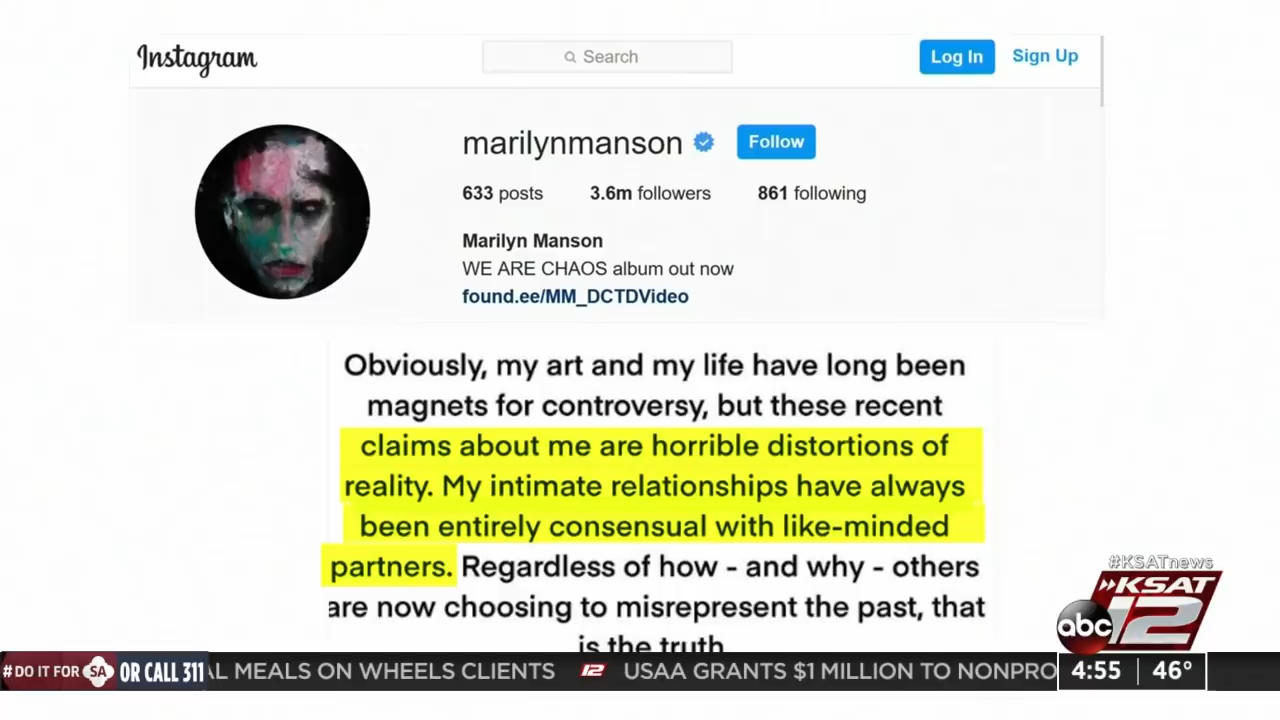 Instagram
Search
Log In
Sign Up
marilynmanson
Follow
633 posts 3.6m followers 861 following
Marilyn Manson
WE ARE CHAOS album out now
found.ee/MM_DCTDVideo
Obviously, my art and my life have long been
magnets for controversy, but these recent
claims about me are horrible distortions of
reality. My intimate relationships have always
been entirely consensual with like-minded
partners. Regardless of how - and why - others
are now choosing to misrepresent the past, that
is the truth
#KSATnews
KSAT
abc 12
#DO IT FOR SA OR CALL 311
AL MEALS ON WHEELS CLIENTS 12 USAA GRANTS $1 MILLION TO NONPRO
4:55 46°